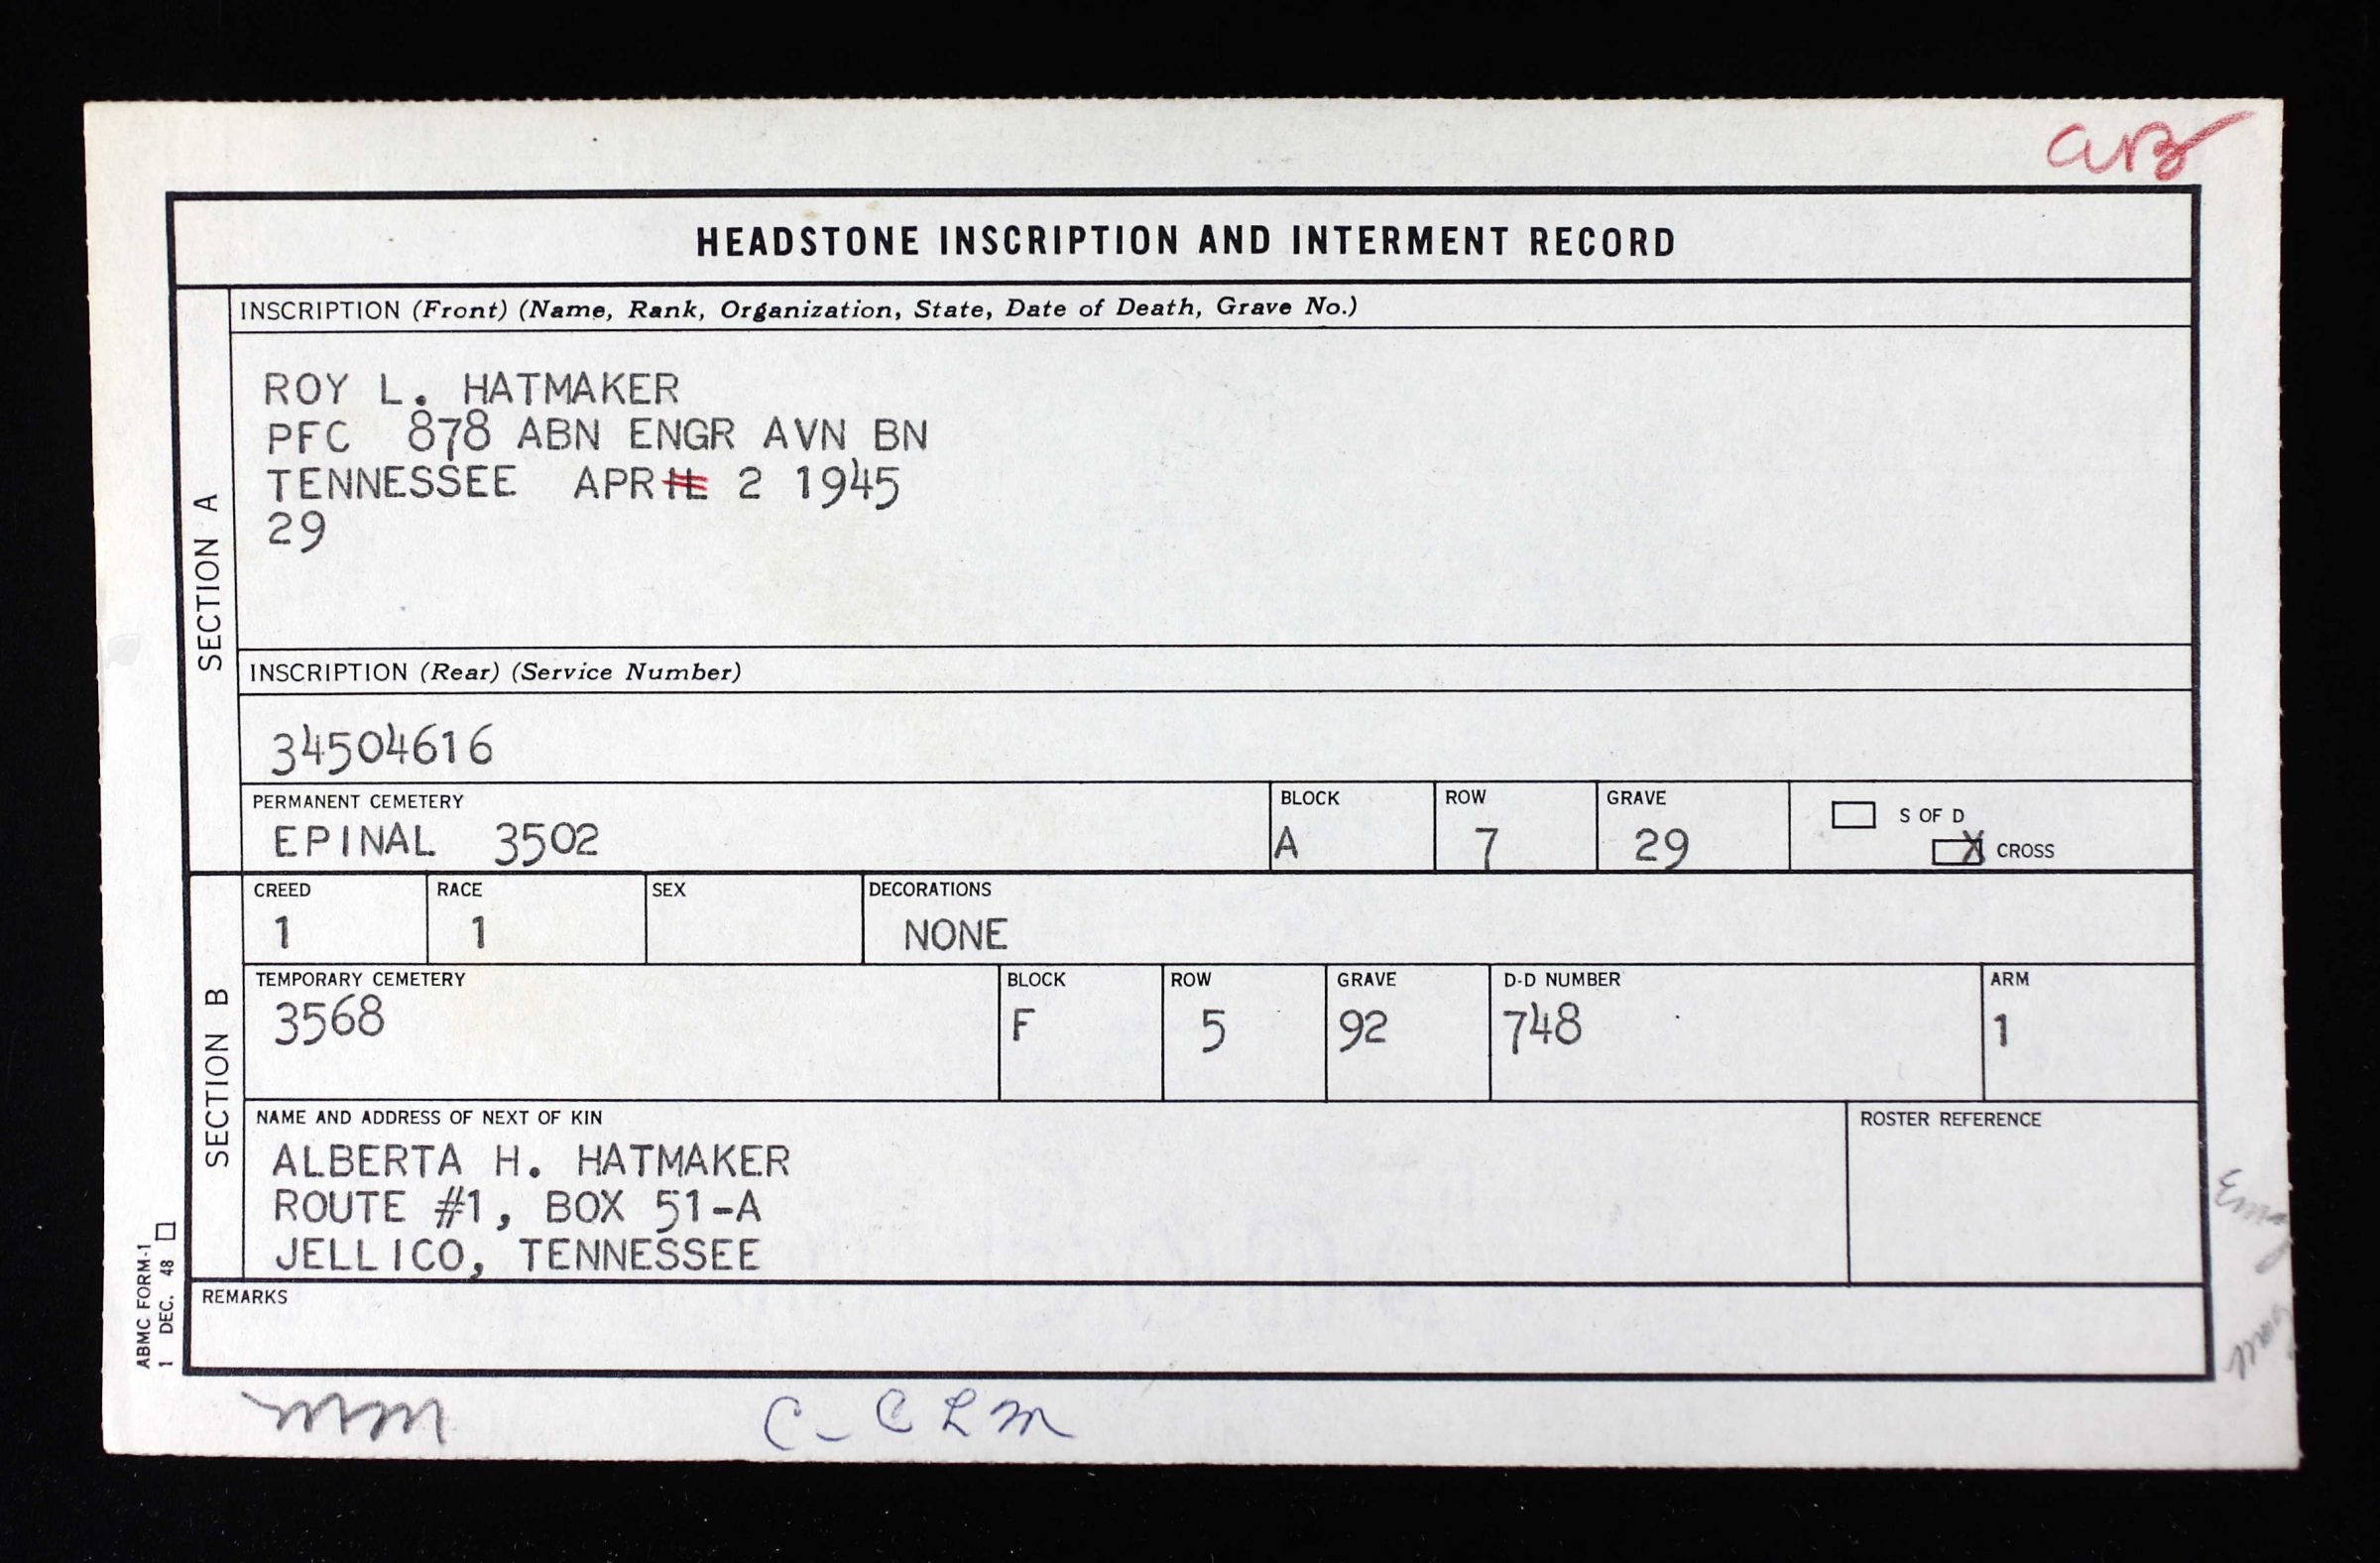 HEADSTONE INSCRIPTION AND INTERMENT RECORD
SECTION A
INSCRIPTION (Front) (Name, Rank, Organization, State, Date of Death, Grave No.)
ROY L. HATMAKER
PFC 878 ABN ENGR AVN BN
TENNESSEE APRIL 2 1945
29
INSCRIPTION (Rear) (Service Number)
34504616
PERMANENT CEMETERY BLOCK ROW GRAVE S OF D
EPINAL 3502 A 7 29 X CROSS
SECTION B
CREED RACE SEX DECORATIONS
1 1 NONE
TEMPORARY CEMETERY BLOCK ROW GRAVE D-D NUMBER ARM
3568 F 5 92 748 1
NAME AND ADDRESS OF NEXT OF KIN ROSTER REFERENCE
ALBERTA H. HATMAKER
ROUTE #1, BOX 51-A
JELLICO, TENNESSEE
REMARKS
ABMC FORM-1
1 DEC. 48
C-CLM